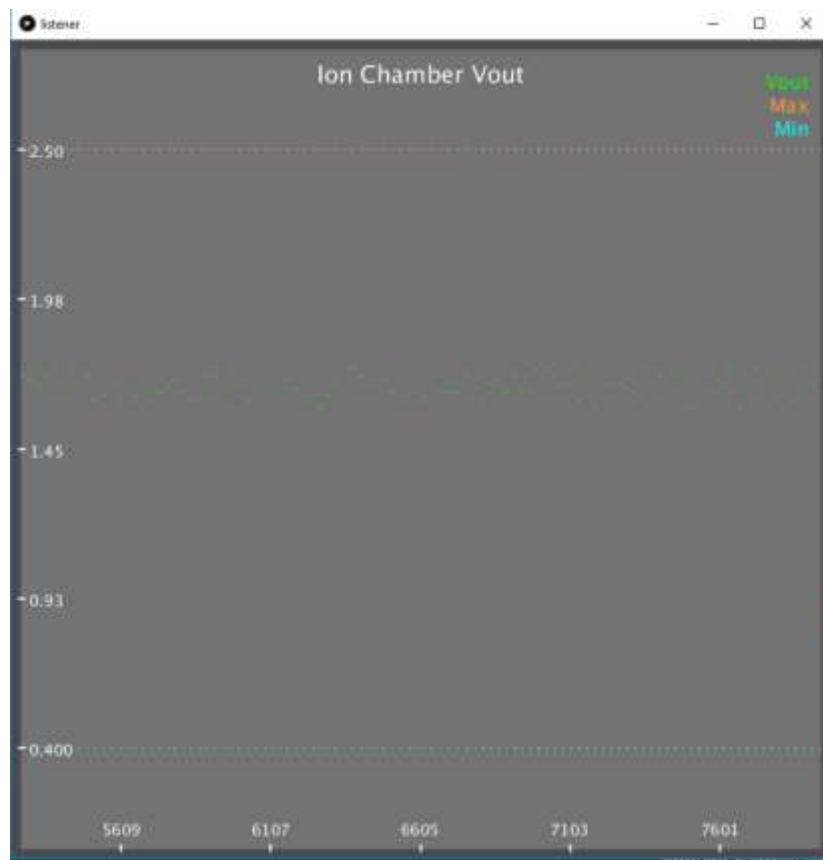 listener
Ion Chamber Vout
Vout
Max
Min
2.50
1.98
1.45
0.93
0.400
5609 6107 6605 7103 7601